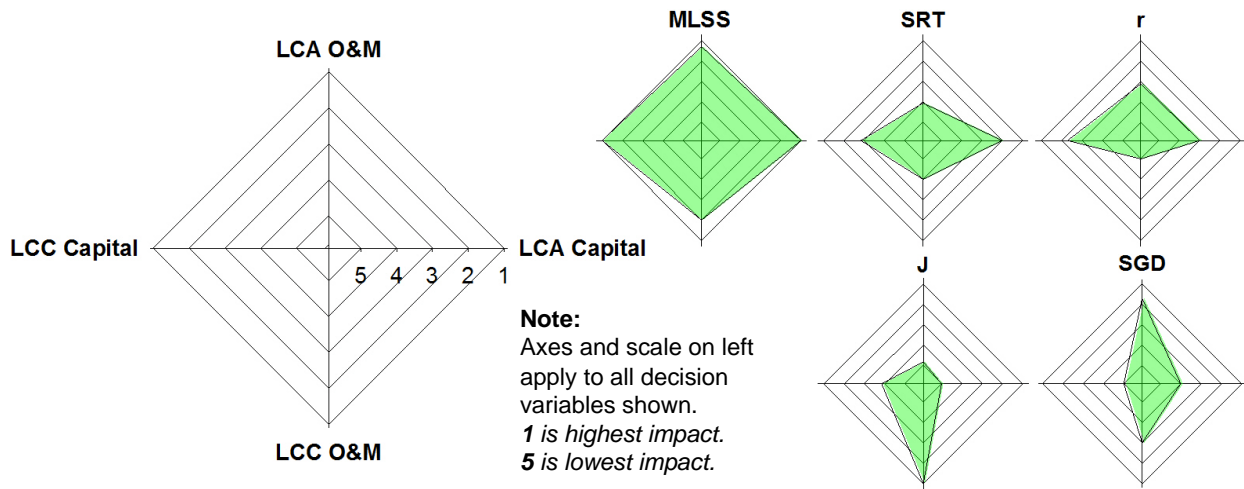 LCA O&M
LCC Capital
LCA Capital
5 4 3 2 1
LCC O&M
Note:
Axes and scale on left
apply to all decision
variables shown.
1 is highest impact.
5 is lowest impact.
MLSS
SRT
r
J
SGD